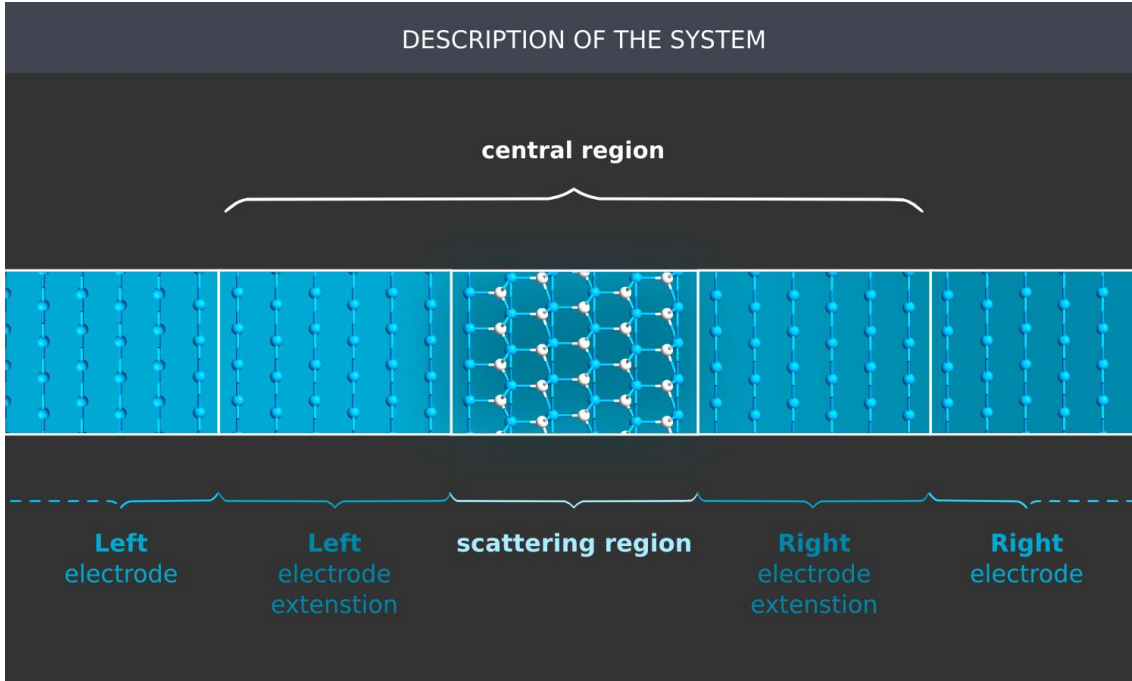 DESCRIPTION OF THE SYSTEM
central region
Left
electrode
Left
electrode
extenstion
scattering region
Right
electrode
extenstion
Right
electrode